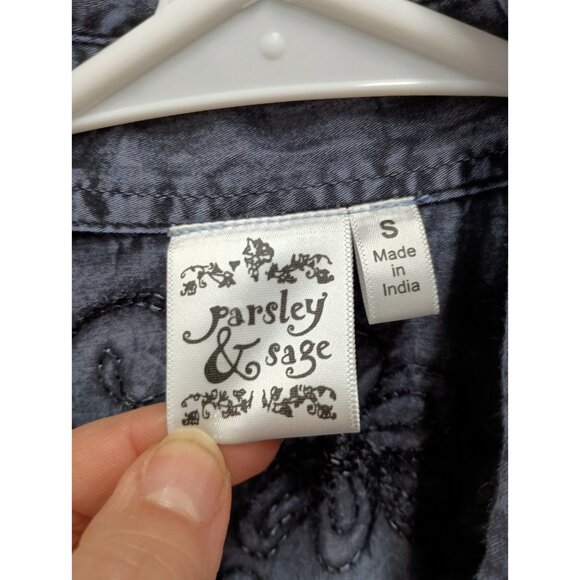 parsley
& sage
S
Made
in
India